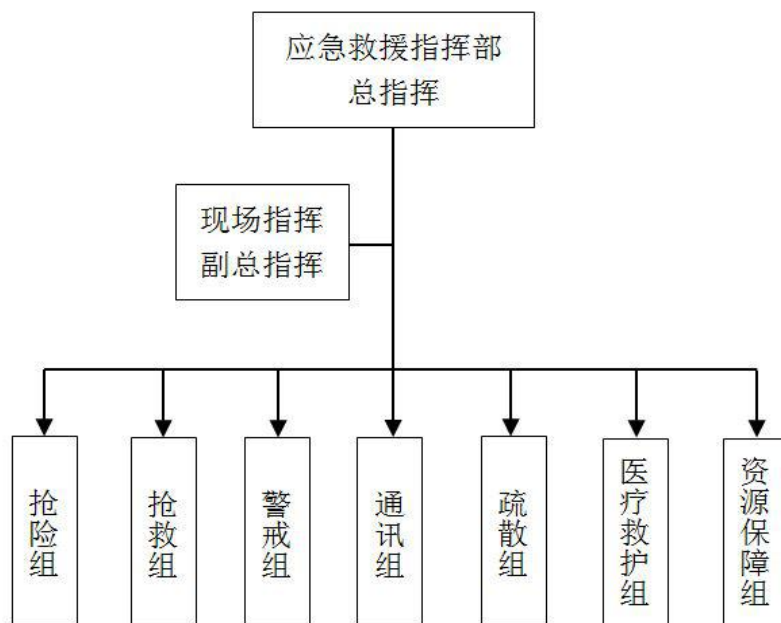 应急救援指挥部
总指挥
现场指挥
副总指挥
抢险组
抢救组
警戒组
通讯组
疏散组
医疗救护组
资源保障组